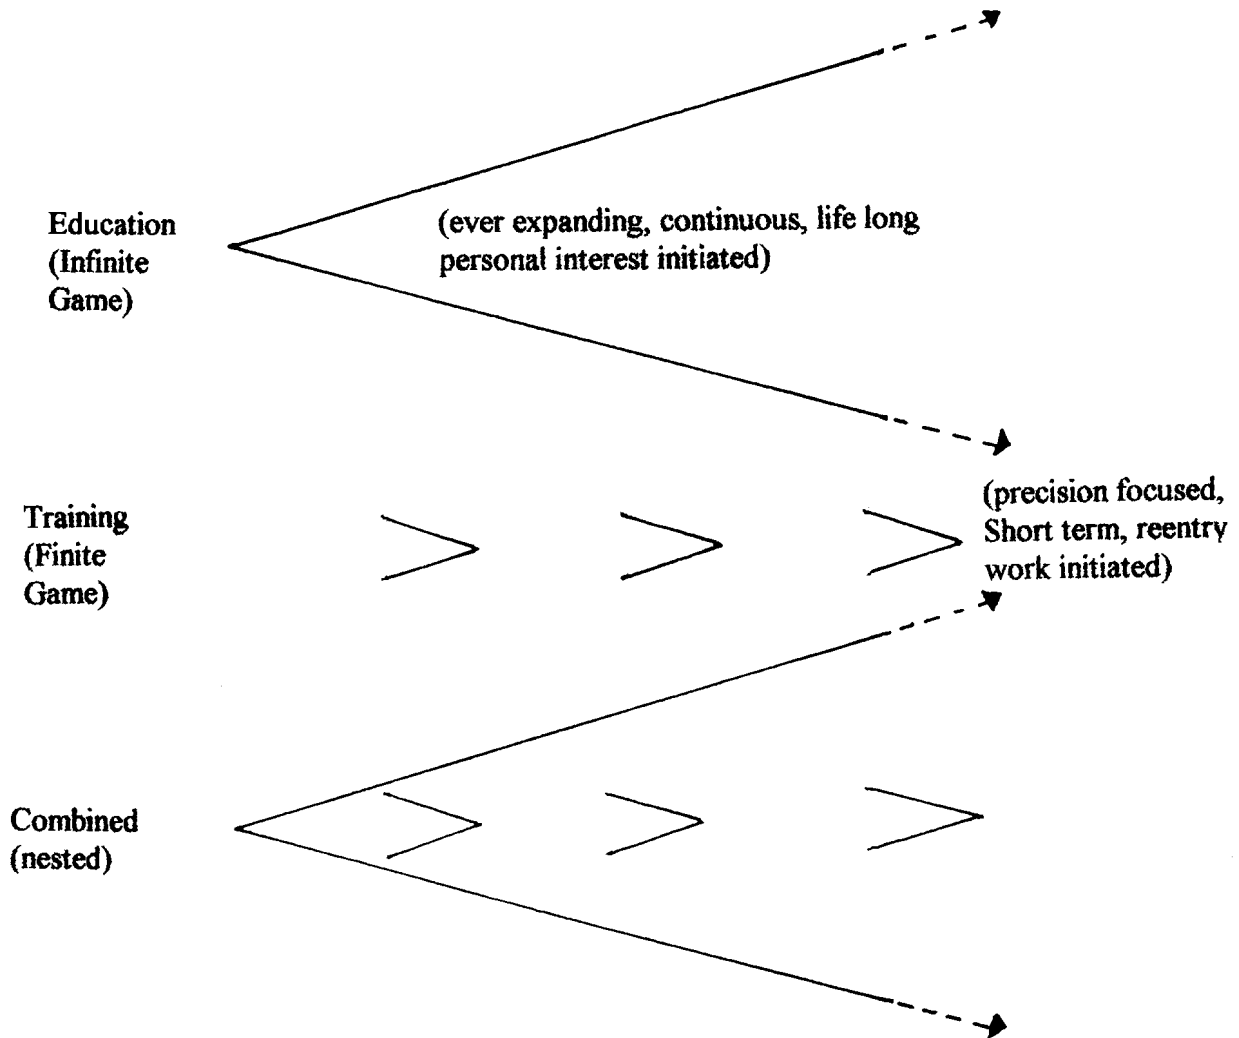 Education
(Infinite
Game)
(ever expanding, continuous, life long
personal interest initiated)
Training
(Finite
Game)
(precision focused,
Short term, reentry
work initiated)
Combined
(nested)